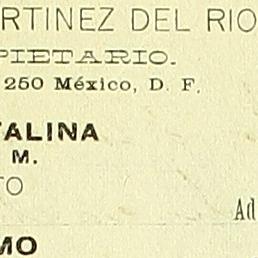 RTINEZ DEL RIO
PIETARIO.
250 México, D. F.
TALINA
M.
TO
Ad
MO